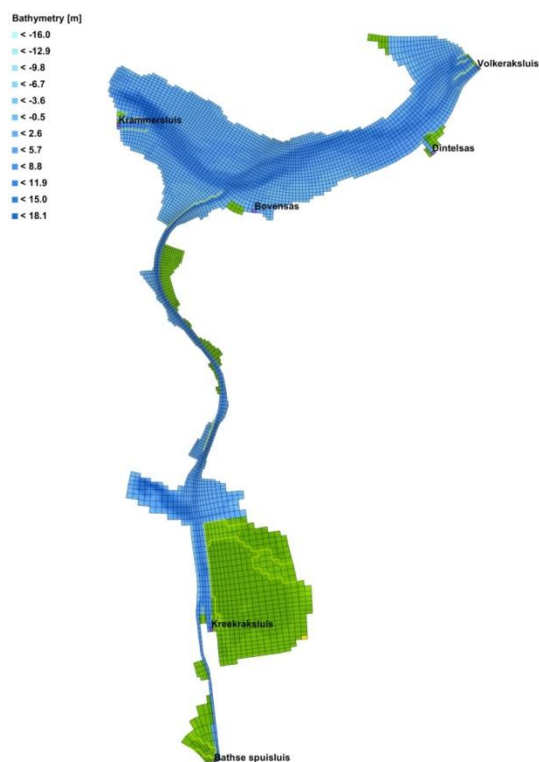 Bathymetry [m]
< -16.0
< -12.9
< -9.8
< -6.7
< -3.6
< -0.5
< 2.6
< 5.7
< 8.8
< 11.9
< 15.0
< 18.1
Volkeraksluis
Krammersluis
Dintelsas
Bovensas
Kreekraksluis
Bathse spuisluis